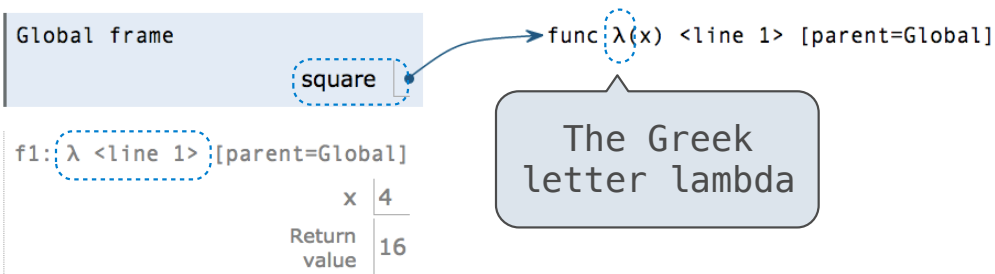 Global frame
func λ(x) <line 1> [parent=Global]
square
f1: λ <line 1> [parent=Global]
The Greek
letter lambda
x 4
Return
value 16